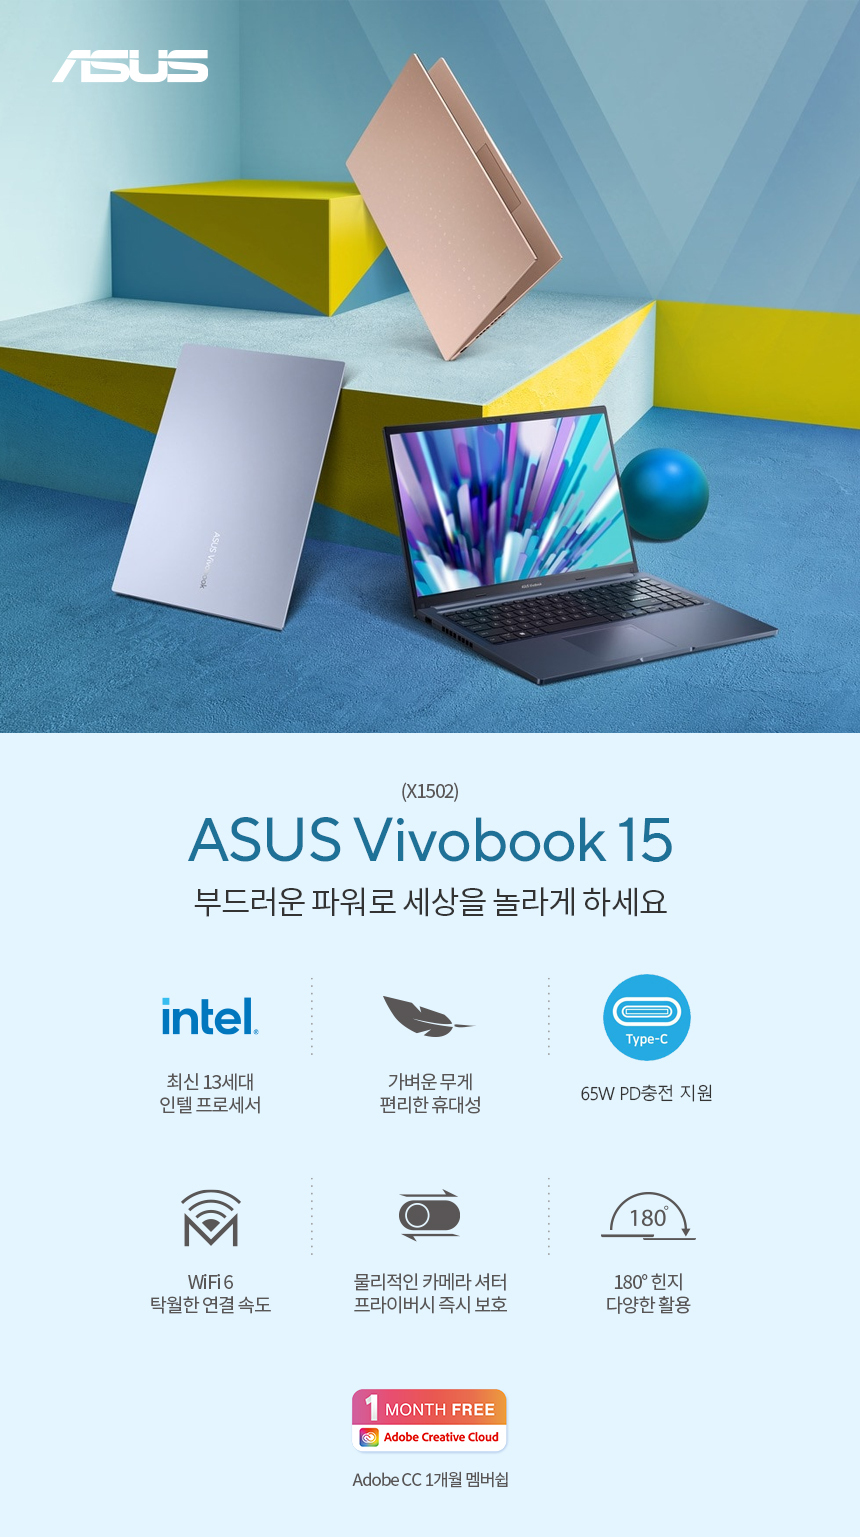 ASUS
ASUS Vivobook
ASUS Vivobook
(X1502)
ASUS Vivobook 15
부드러운 파워로 세상을 놀라게 하세요
intel.
최신 13세대
인텔 프로세서
가벼운 무게
편리한 휴대성
Type-C
65W PD충전 지원
WiFi 6
탁월한 연결 속도
물리적인 카메라 셔터
프라이버시 즉시 보호
180°
180° 힌지
다양한 활용
1 MONTH FREE
Adobe Creative Cloud
Adobe CC 1개월 멤버쉽